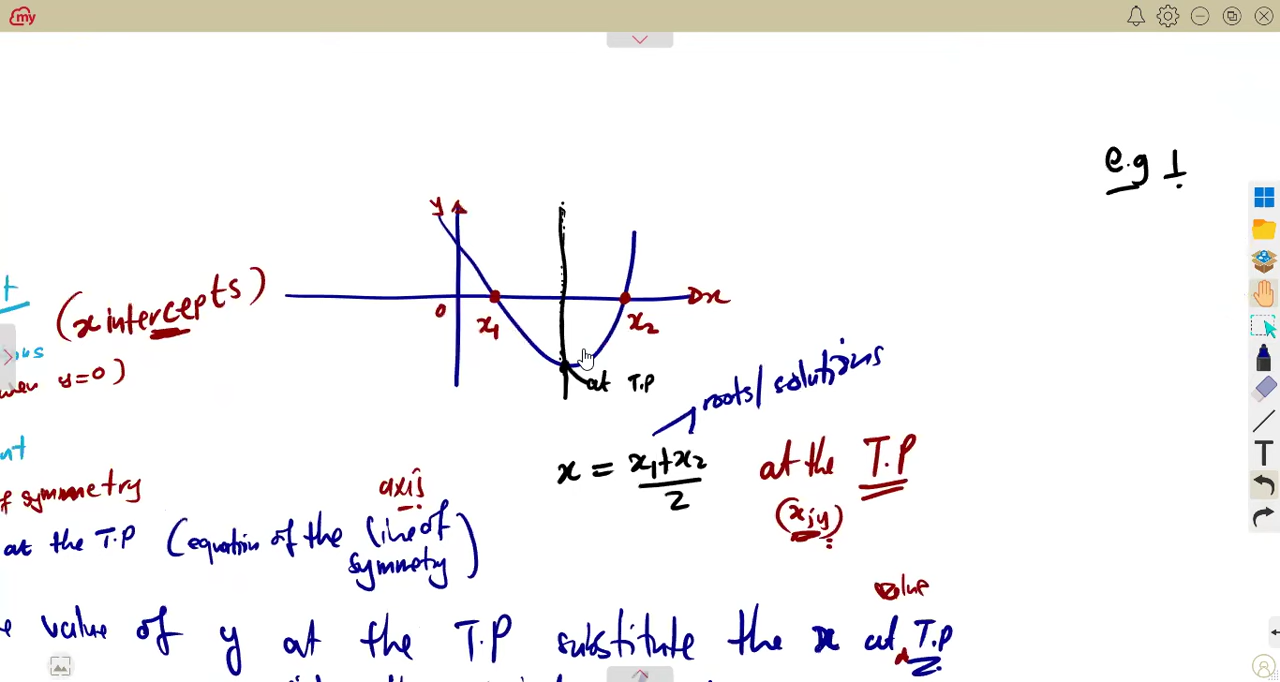 my
e.g 1
y
(x intercepts)
0
x₁
x₂
x
when y=0)
at T.P
roots/solutions
x = x₁+x₂/2
at the T.P
(x;y)
of symmetry
axis
at the T.P (equation of the line of symmetry)
value
value of y at the T.P substitute the x at T.P
T